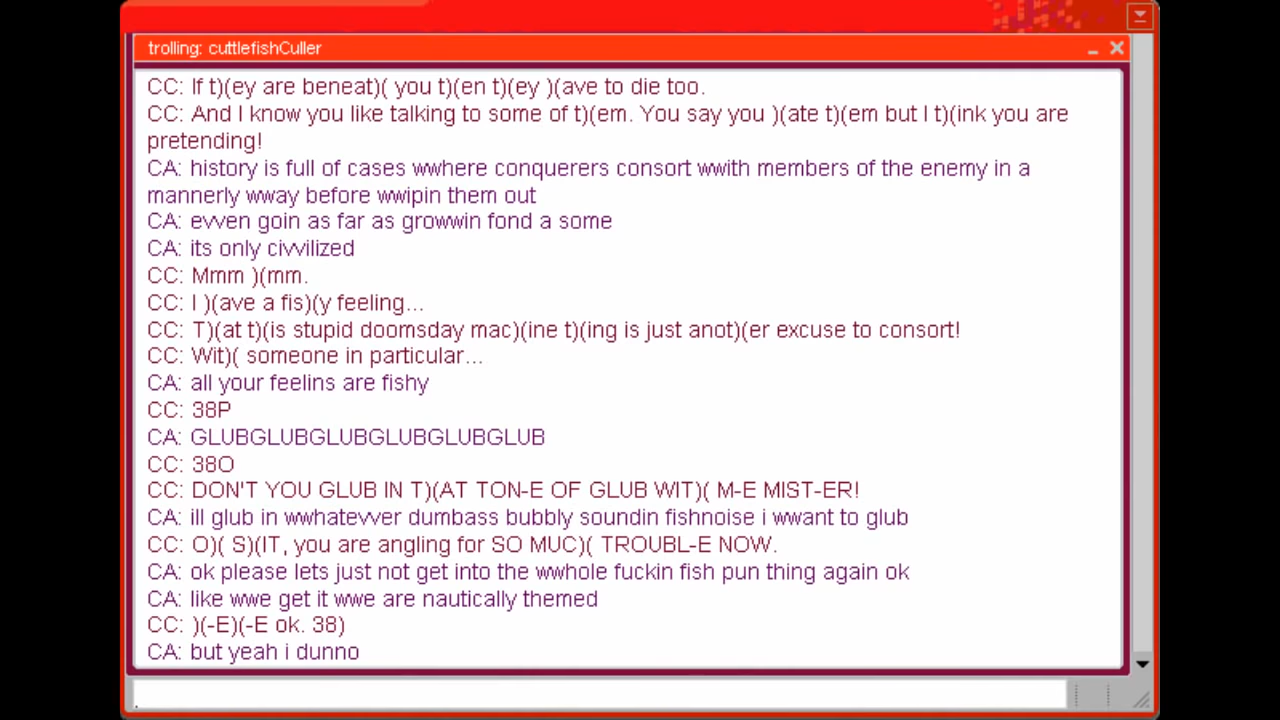 trolling: cuttlefishCuller
CC: If t)(ey are beneat)( you t)(en t)(ey )(ave to die too.
CC: And I know you like talking to some of t)(em. You say you )(ate t)(em but I t)(ink you are
pretending!
CA: history is full of cases wwhere conquerers consort wwith members of the enemy in a
mannerly wway before wwipin them out
CA: evven goin as far as growwin fond a some
CA: its only civvilized
CC: Mmm )(mm.
CC: I )(ave a fis)(y feeling...
CC: T)(at t)(is stupid doomsday mac)(ine t)(ing is just anot)(er excuse to consort!
CC: Wit)( someone in particular...
CA: all your feelins are fishy
CC: 38P
CA: GLUBGLUBGLUBGLUBGLUBGLUB
CC: 38O
CC: DON'T YOU GLUB IN T)(AT TON-E OF GLUB WIT)( M-E MIST-ER!
CA: ill glub in wwhatevver dumbass bubbly soundin fishnoise i wwant to glub
CC: O)( S)(IT, you are angling for SO MUC)( TROUBL-E NOW.
CA: ok please lets just not get into the wwhole fuckin fish pun thing again ok
CA: like wwe get it wwe are nautically themed
CC: )(-E)(-E ok. 38)
CA: but yeah i dunno